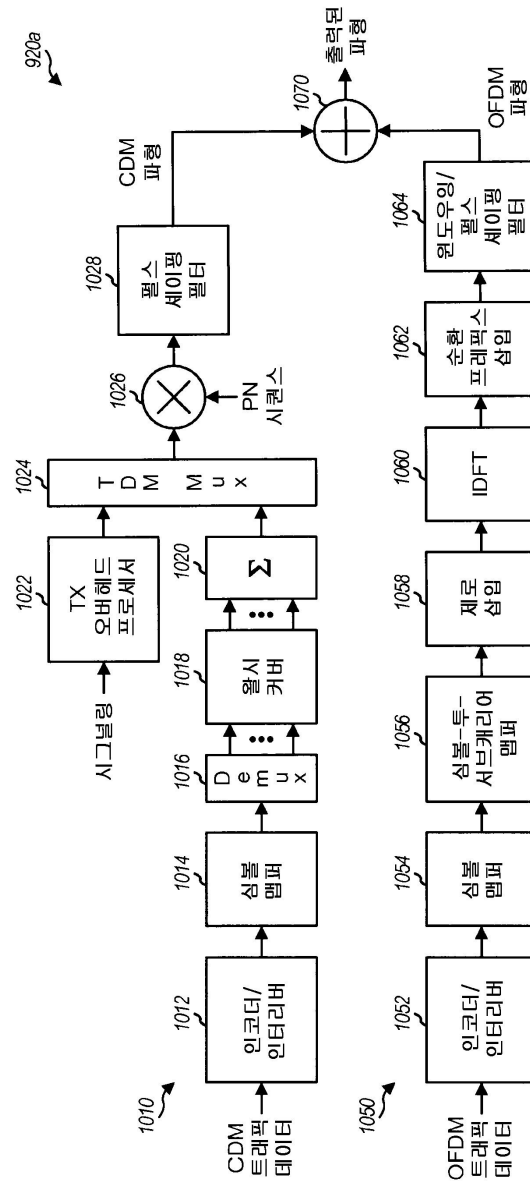 920a
1010
CDM
트래픽
데이터
1012
인코더/
인터리버
1014
심볼
맵퍼
1016
Demux
1018
왈시
커버
1020
Σ
시그널링
1022
TX
오버헤드
프로세서
1024
TDM Mux
1026
PN
시퀀스
1028
펄스
셰이핑
필터
CDM
파형
1070
출력된
파형
1050
OFDM
트래픽
데이터
1052
인코더/
인터리버
1054
심볼
맵퍼
1056
심볼-투-
서브캐리어
맵퍼
1058
제로
삽입
1060
IDFT
1062
순환
프레픽스
삽입
1064
윈도우잉/
펄스
셰이핑
필터
OFDM
파형